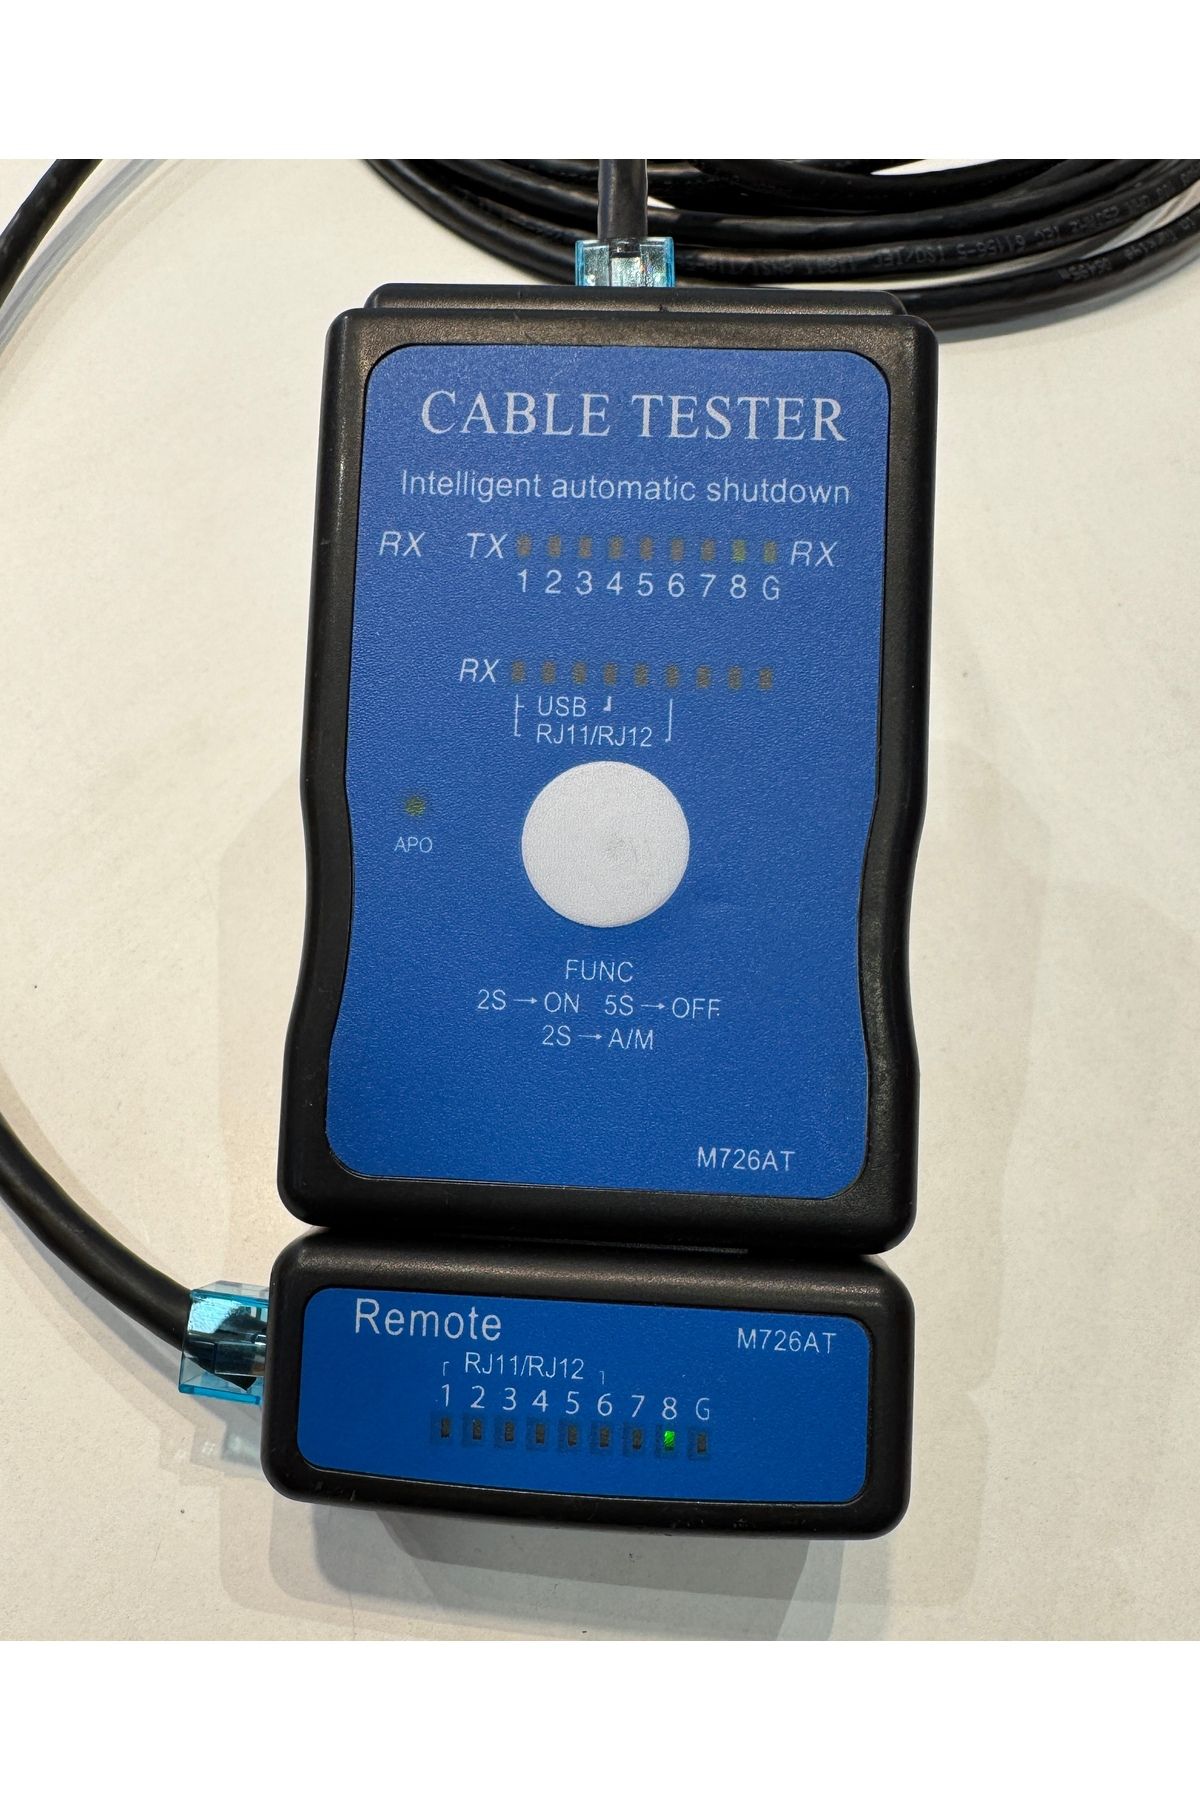 CABLE TESTER
Intelligent automatic shutdown
RX TX RX
1 2 3 4 5 6 7 8 G
RX
USB
RJ11/RJ12
APO
FUNC
2S→ON 5S→OFF
2S→A/M
M726AT
Remote M726AT
RJ11/RJ12
1 2 3 4 5 6 7 8 G